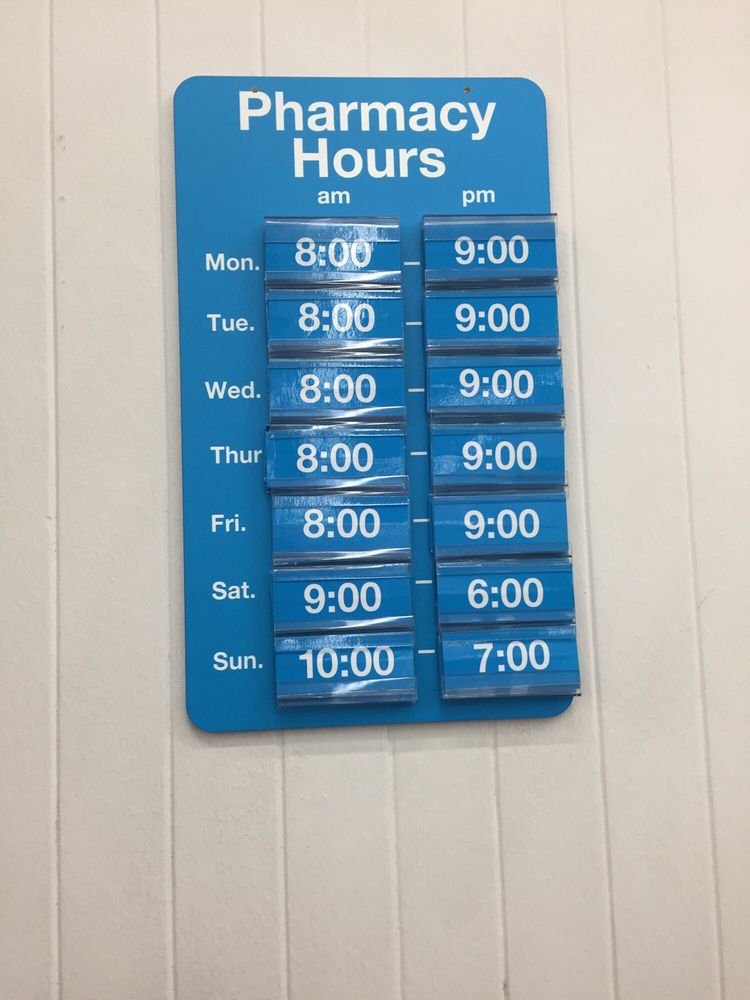 Pharmacy
Hours
am pm
Mon. 8:00 – 9:00
Tue. 8:00 – 9:00
Wed. 8:00 – 9:00
Thur 8:00 – 9:00
Fri. 8:00 – 9:00
Sat. 9:00 – 6:00
Sun. 10:00 – 7:00